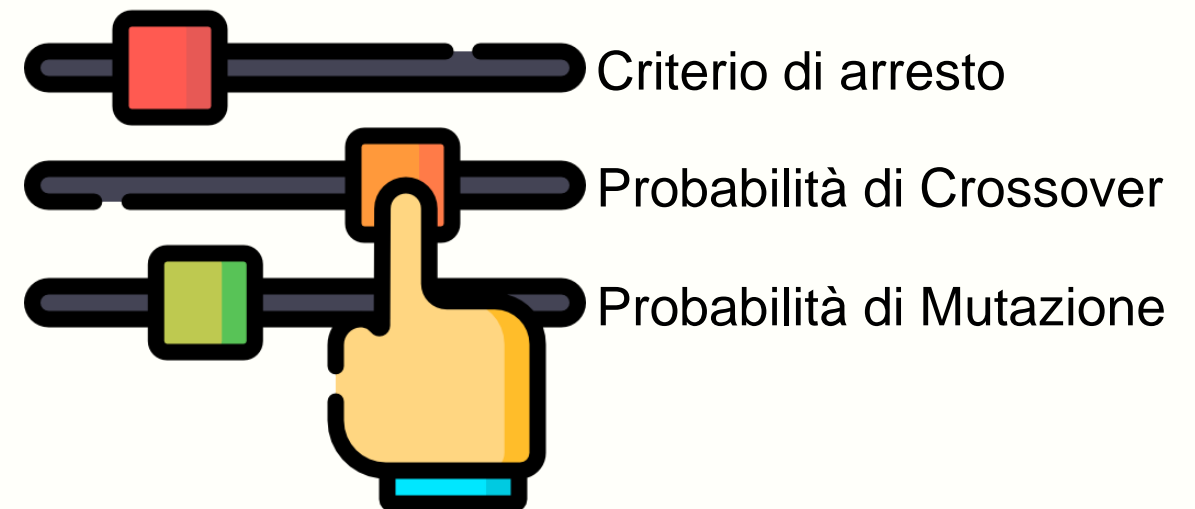 Criterio di arresto
Probabilità di Crossover
Probabilità di Mutazione